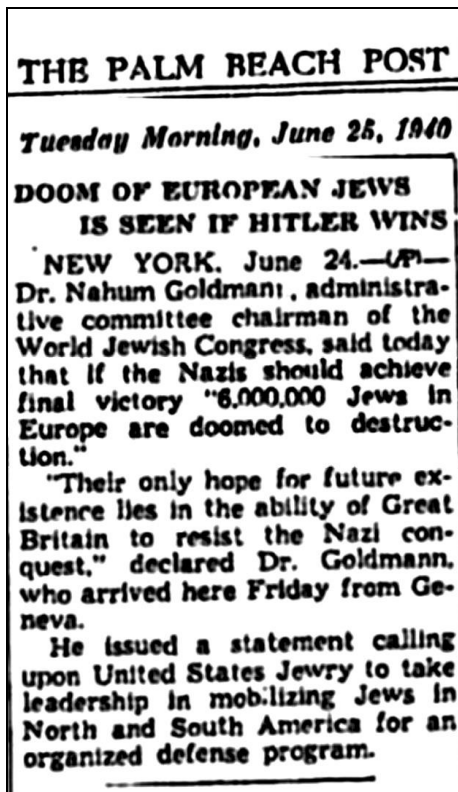 THE PALM BEACH POST
Tuesday Morning, June 25, 1940
DOOM OF EUROPEAN JEWS
IS SEEN IF HITLER WINS
NEW YORK, June 24.—(AP)—
Dr. Nahum Goldmann, administra-
tive committee chairman of the
World Jewish Congress, said today
that if the Nazis should achieve
final victory "6,000,000 Jews in
Europe are doomed to destruc-
tion."
"Their only hope for future ex-
istence lies in the ability of Great
Britain to resist the Nazi con-
quest," declared Dr. Goldmann,
who arrived here Friday from Ge-
neva.
He issued a statement calling
upon United States Jewry to take
leadership in mobilizing Jews in
North and South America for an
organized defense program.